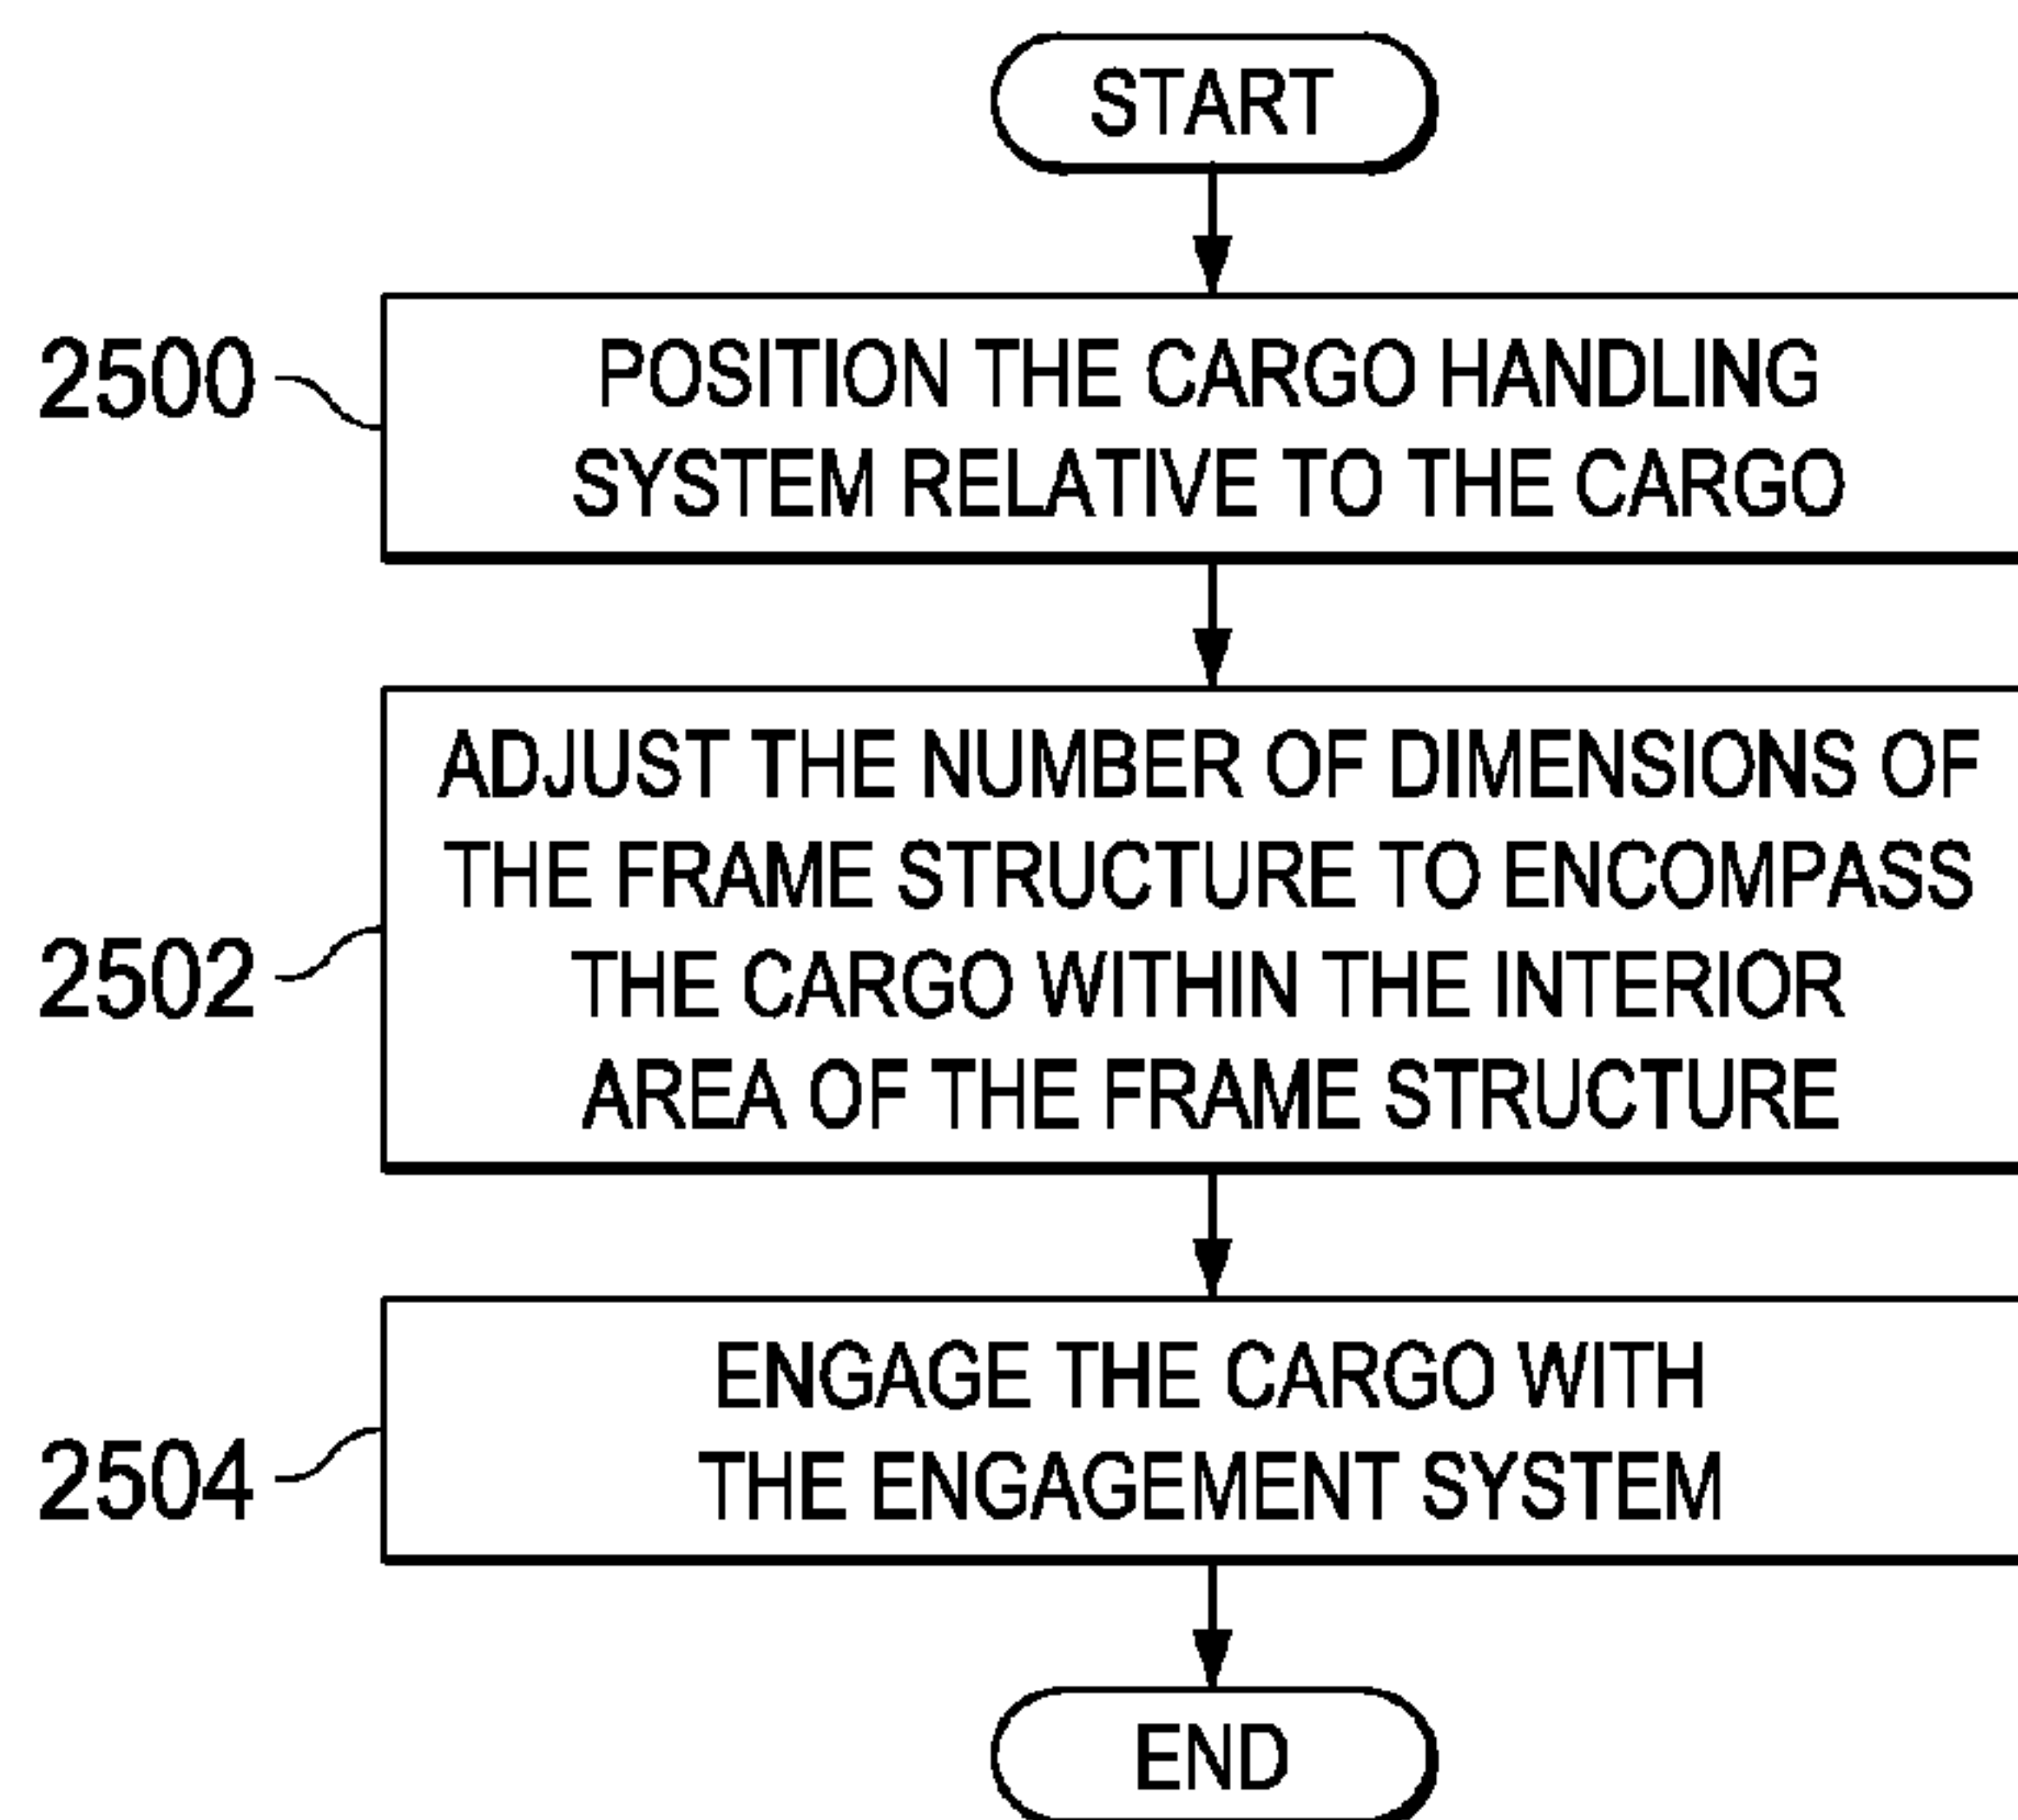 START
2500
POSITION THE CARGO HANDLING
SYSTEM RELATIVE TO THE CARGO
2502
ADJUST THE NUMBER OF DIMENSIONS OF
THE FRAME STRUCTURE TO ENCOMPASS
THE CARGO WITHIN THE INTERIOR
AREA OF THE FRAME STRUCTURE
2504
ENGAGE THE CARGO WITH
THE ENGAGEMENT SYSTEM
END